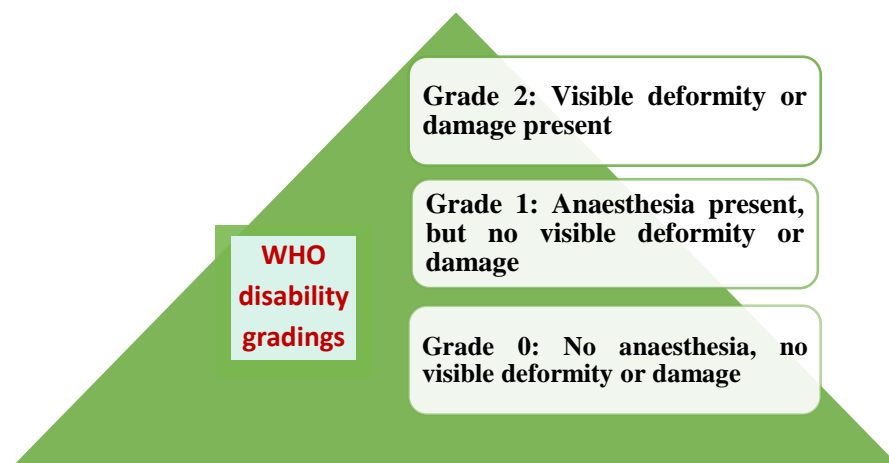 Grade 2: Visible deformity or
damage present
Grade 1: Anaesthesia present,
but no visible deformity or
damage
WHO
disability
gradings
Grade 0: No anaesthesia, no
visible deformity or damage